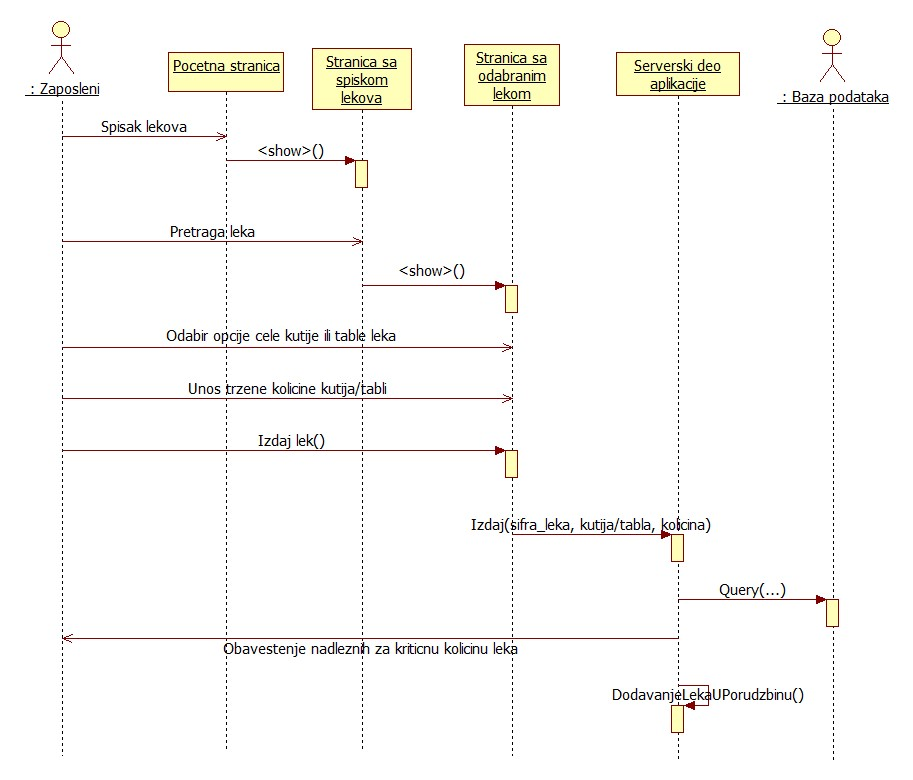 : Zaposleni
Pocetna stranica
Stranica sa
spiskom
lekova
Stranica sa
odabranim
lekom
Serverski deo
aplikacije
: Baza podataka
Spisak lekova
<show>()
Pretraga leka
<show>()
Odabir opcije cele kutije ili table leka
Unos trzene kolicine kutija/tabli
Izdaj lek()
Izdaj(sifra_leka, kutija/tabla, kolicina)
Query(...)
Obavestenje nadleznih za kriticnu kolicinu leka
DodavanjeLekaUPorudzbinu()